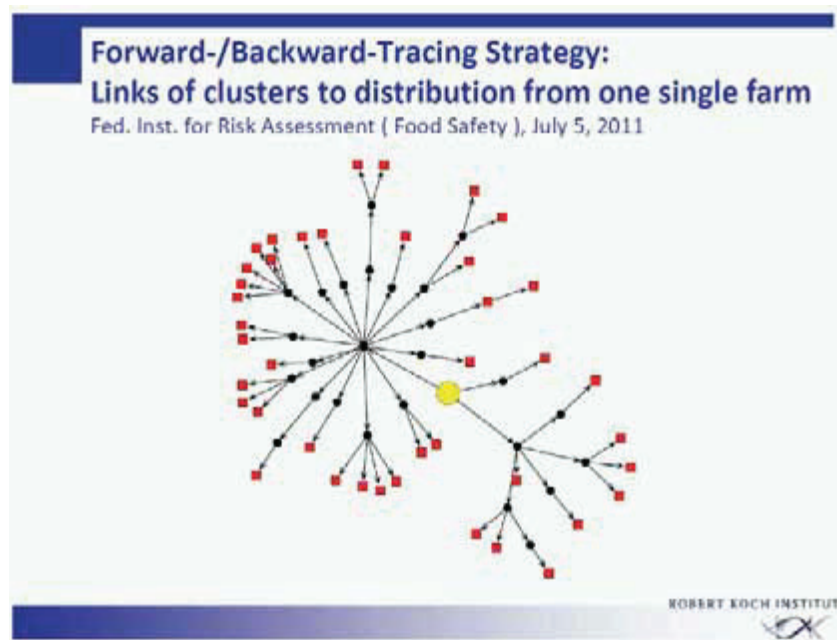 Forward-/Backward-Tracing Strategy:
Links of clusters to distribution from one single farm
Fed. Inst. for Risk Assessment ( Food Safety ), July 5, 2011
ROBERT KOCH INSTITUT